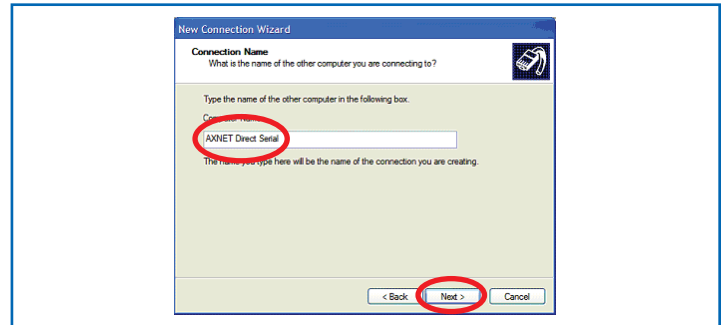 New Connection Wizard
Connection Name
What is the name of the other computer you are connecting to?
Type the name of the other computer in the following box.
Computer Name
AXNET Direct Serial
The name you type here will be the name of the connection you are creating.
< Back
Next >
Cancel